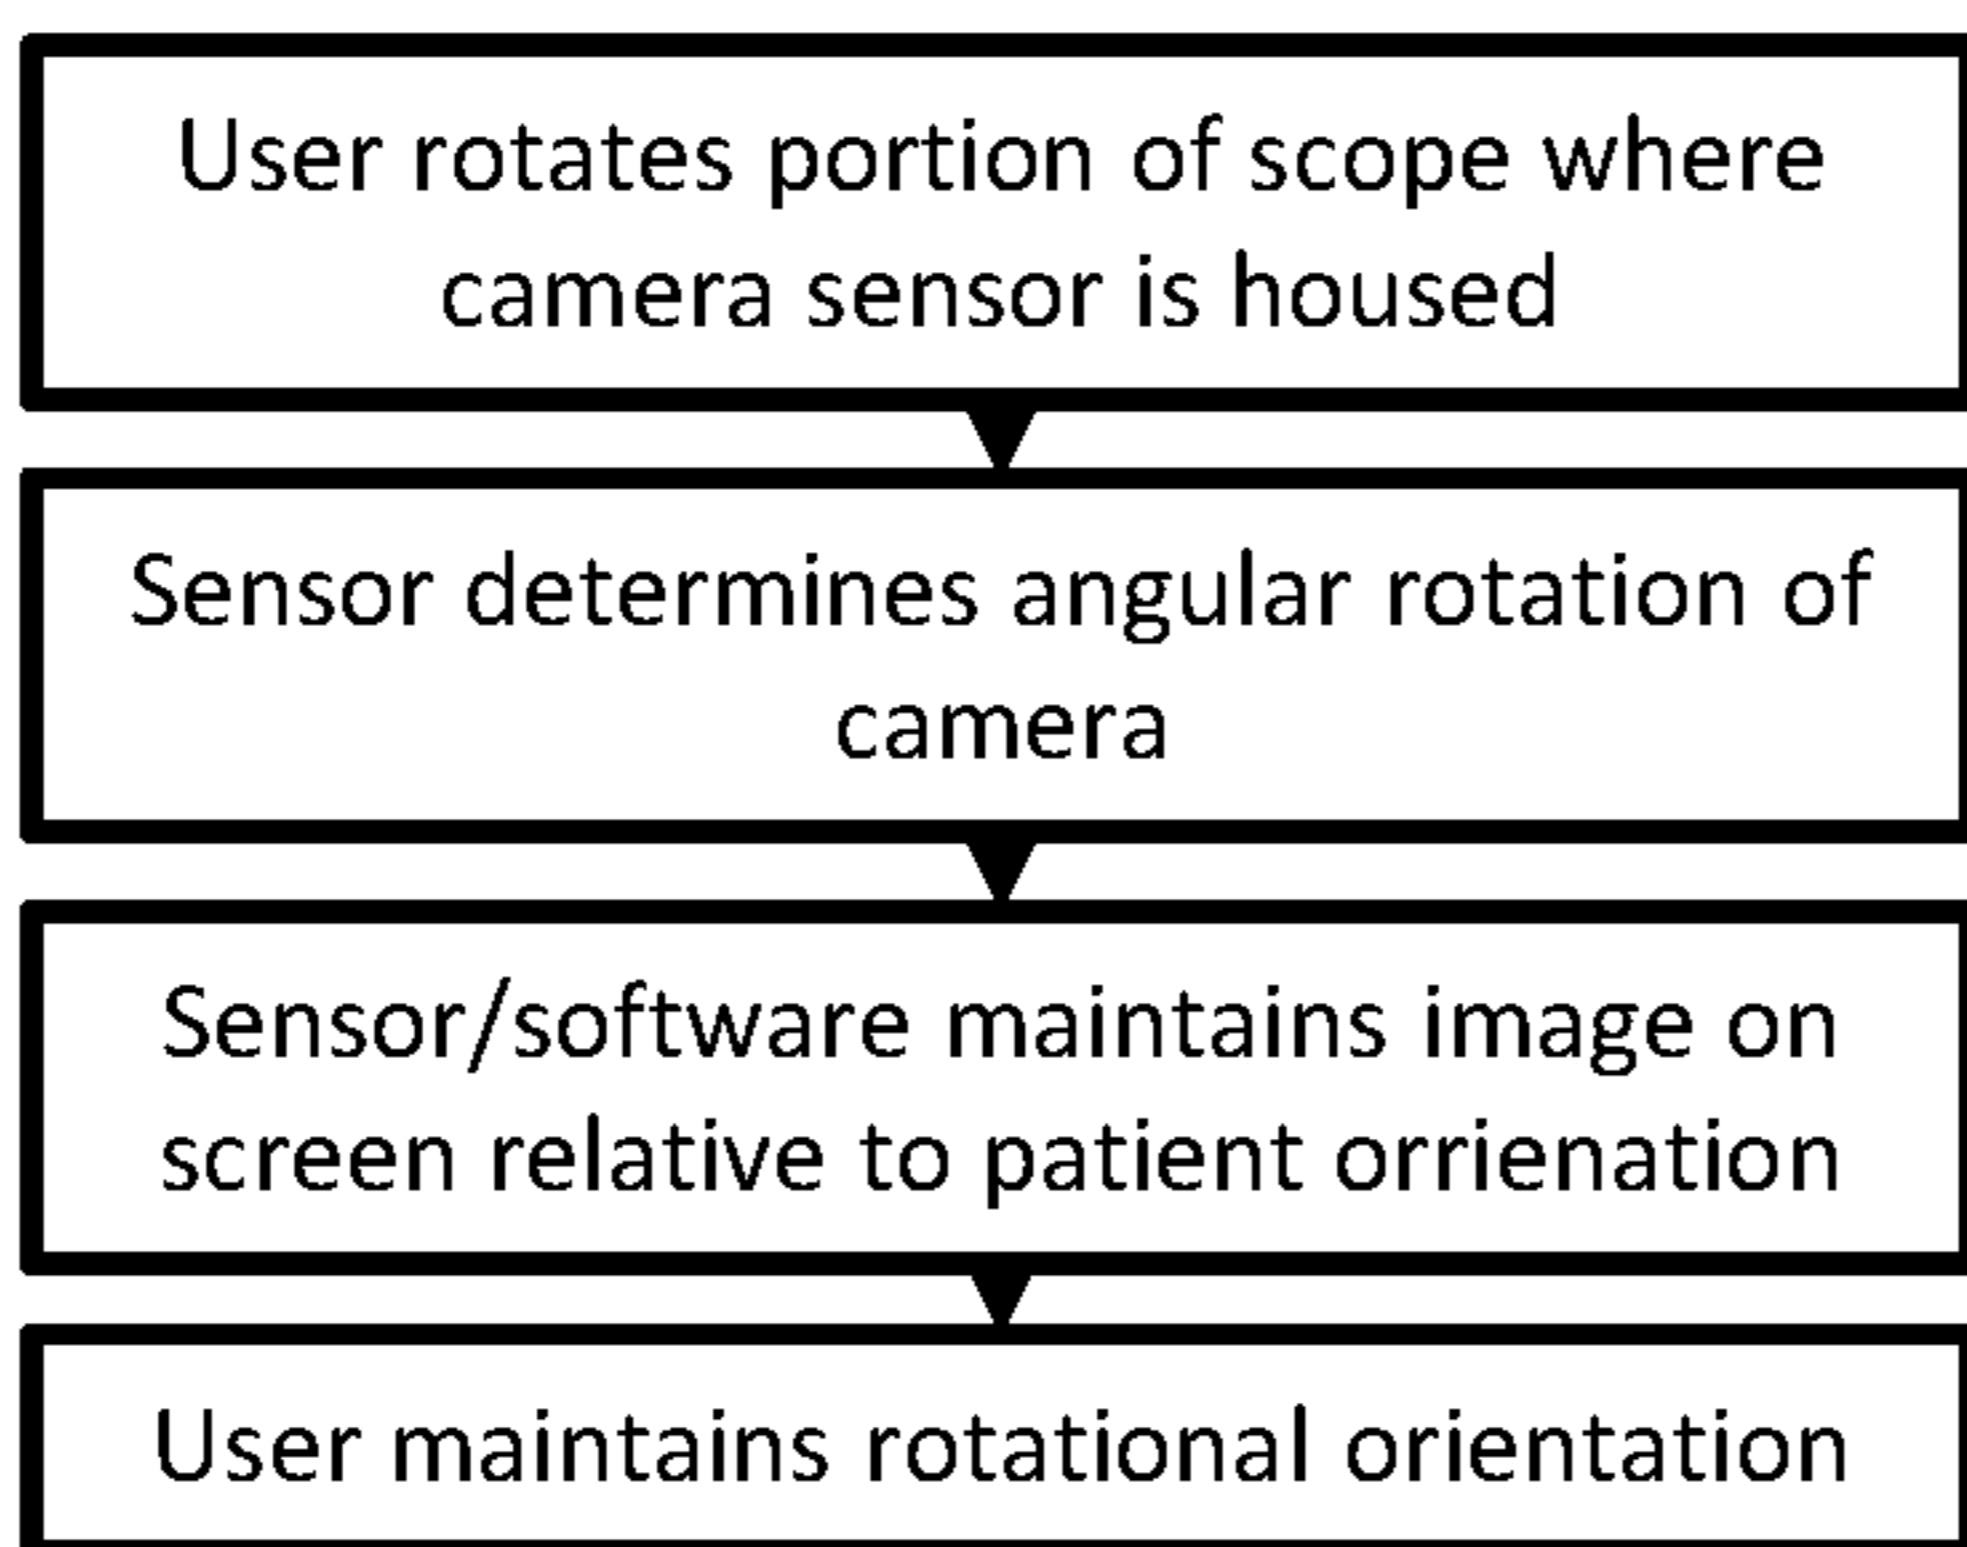 User rotates portion of scope where
camera sensor is housed
Sensor determines angular rotation of
camera
Sensor/software maintains image on
screen relative to patient orrienation
User maintains rotational orientation